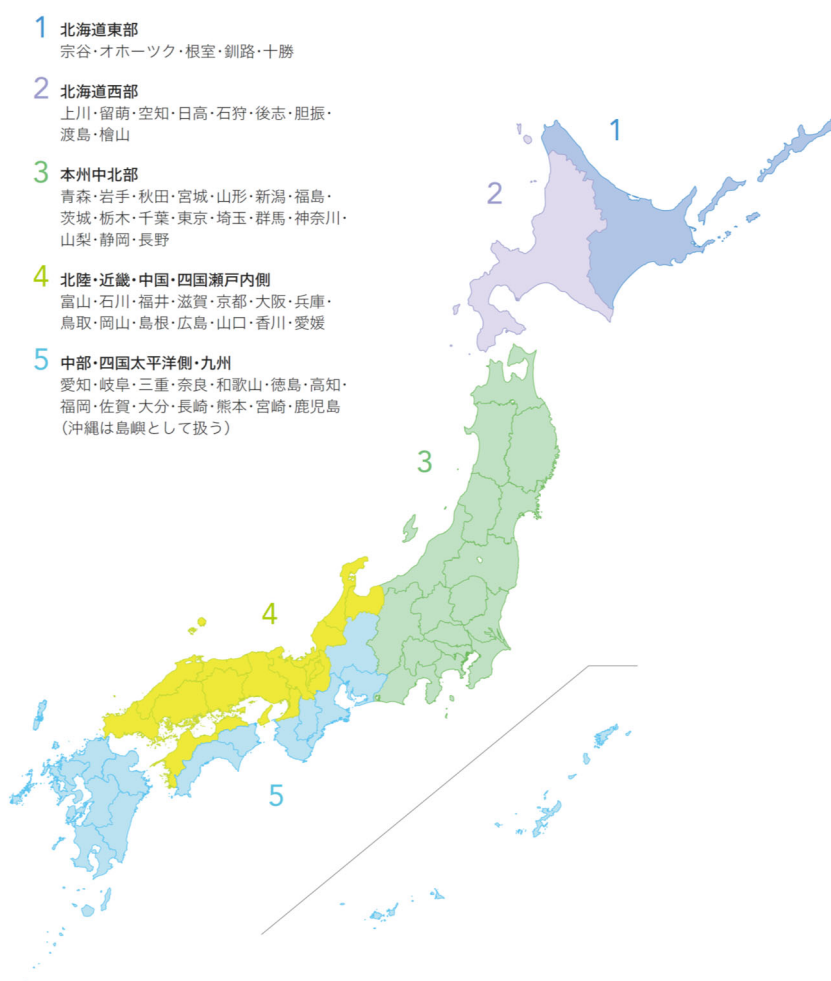 1 北海道東部
宗谷・オホーツク・根室・釧路・十勝
2 北海道西部
上川・留萌・空知・日高・石狩・後志・胆振・
渡島・檜山
3 本州中北部
青森・岩手・秋田・宮城・山形・新潟・福島・
茨城・栃木・千葉・東京・埼玉・群馬・神奈川・
山梨・静岡・長野
4 北陸・近畿・中国・四国瀬戸内側
富山・石川・福井・滋賀・京都・大阪・兵庫・
鳥取・岡山・島根・広島・山口・香川・愛媛
5 中部・四国太平洋側・九州
愛知・岐阜・三重・奈良・和歌山・徳島・高知・
福岡・佐賀・大分・長崎・熊本・宮崎・鹿児島
（沖縄は島嶼として扱う）
1
2
3
4
5